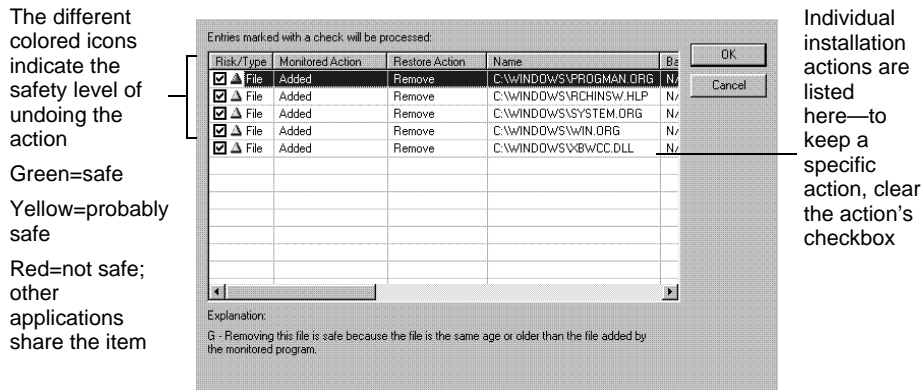 The different
colored icons
indicate the
safety level of
undoing the
action
Green=safe
Yellow=probably
safe
Red=not safe;
other
applications
share the item
Entries marked with a check will be processed:
Risk/Type Monitored Action Restore Action Name Ba
File Added Remove C:\WINDOWS\PROGMAN.ORG N/
File Added Remove C:\WINDOWS\RCHINSW.HLP N/
File Added Remove C:\WINDOWS\SYSTEM.ORG N/
File Added Remove C:\WINDOWS\WIN.ORG N/
File Added Remove C:\WINDOWS\XBWCC.DLL N/
OK
Cancel
Explanation:
G - Removing this file is safe because the file is the same age or older than the file added by
the monitored program.
Individual
installation
actions are
listed
here—to
keep a
specific
action, clear
the action's
checkbox